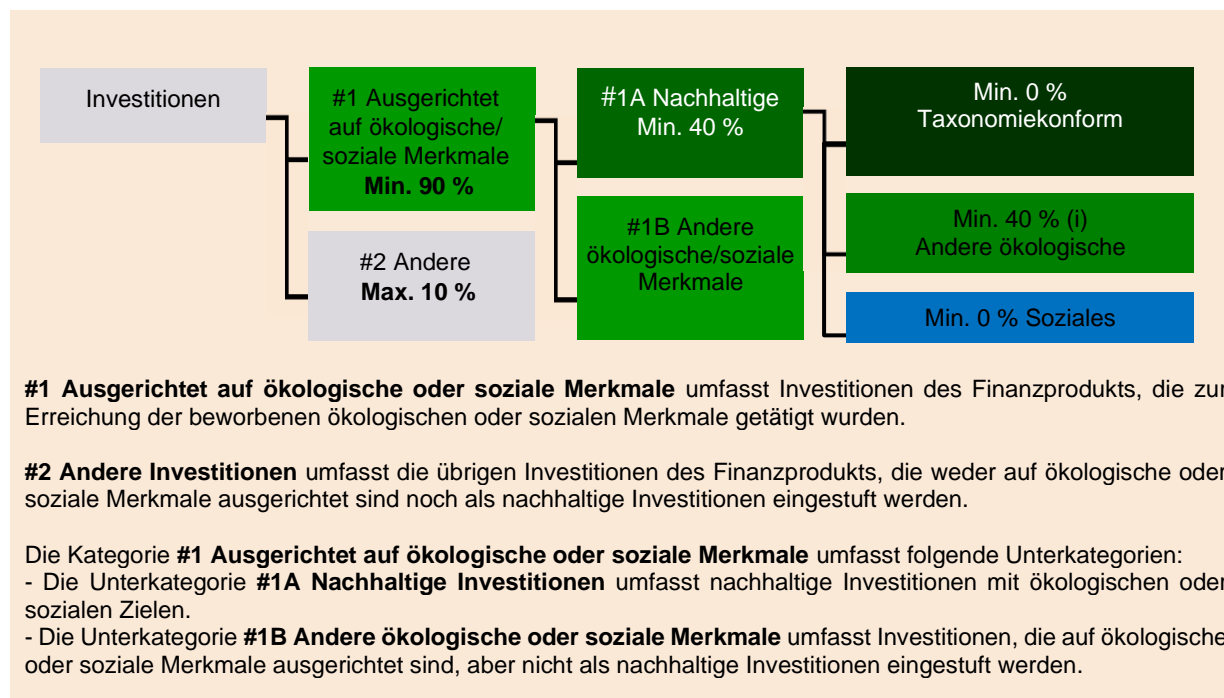 Investitionen
#1 Ausgerichtet
auf ökologische/
soziale Merkmale
Min. 90 %
#2 Andere
Max. 10 %
#1A Nachhaltige
Min. 40 %
#1B Andere
ökologische/soziale
Merkmale
Min. 0 %
Taxonomiekonform
Min. 40 % (i)
Andere ökologische
Min. 0 % Soziales
#1 Ausgerichtet auf ökologische oder soziale Merkmale umfasst Investitionen des Finanzprodukts, die zur
Erreichung der beworbenen ökologischen oder sozialen Merkmale getätigt wurden.
#2 Andere Investitionen umfasst die übrigen Investitionen des Finanzprodukts, die weder auf ökologische oder
soziale Merkmale ausgerichtet sind noch als nachhaltige Investitionen eingestuft werden.
Die Kategorie #1 Ausgerichtet auf ökologische oder soziale Merkmale umfasst folgende Unterkategorien:
- Die Unterkategorie #1A Nachhaltige Investitionen umfasst nachhaltige Investitionen mit ökologischen oder
sozialen Zielen.
- Die Unterkategorie #1B Andere ökologische oder soziale Merkmale umfasst Investitionen, die auf ökologische
oder soziale Merkmale ausgerichtet sind, aber nicht als nachhaltige Investitionen eingestuft werden.